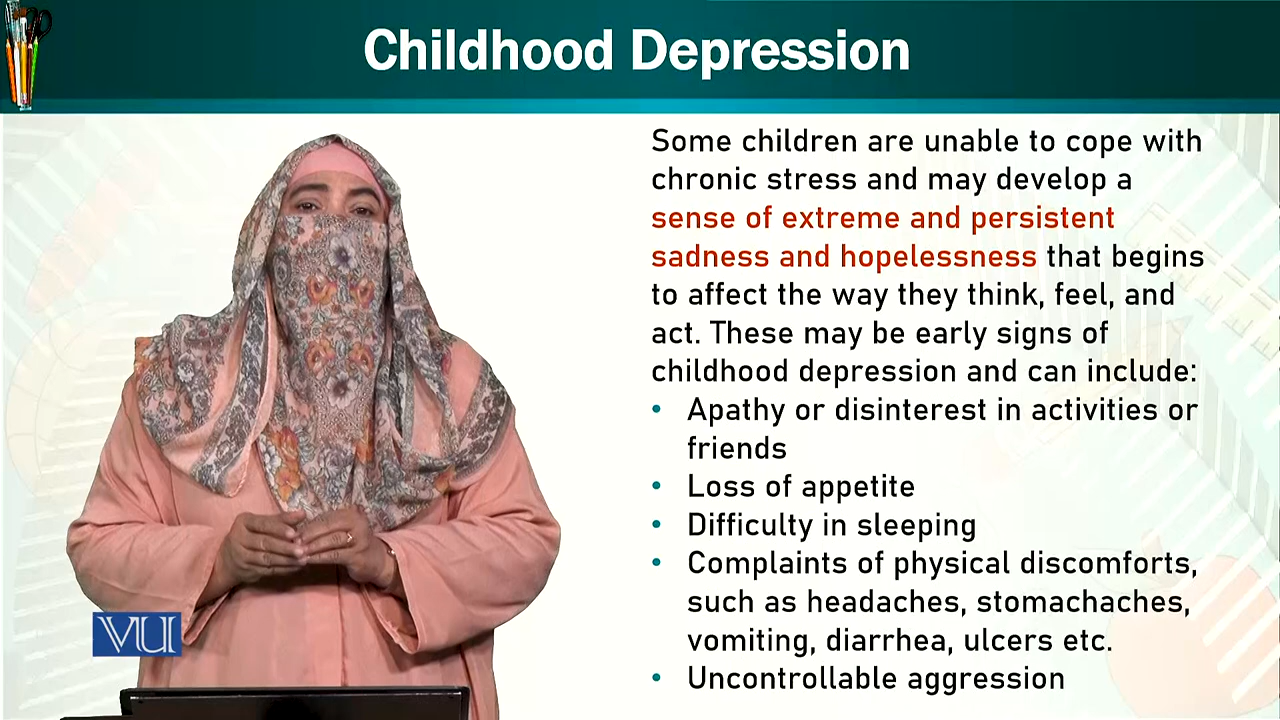 Childhood Depression
Some children are unable to cope with
chronic stress and may develop a
sense of extreme and persistent
sadness and hopelessness that begins
to affect the way they think, feel, and
act. These may be early signs of
childhood depression and can include:
• Apathy or disinterest in activities or
friends
• Loss of appetite
• Difficulty in sleeping
• Complaints of physical discomforts,
such as headaches, stomachaches,
vomiting, diarrhea, ulcers etc.
• Uncontrollable aggression
VU